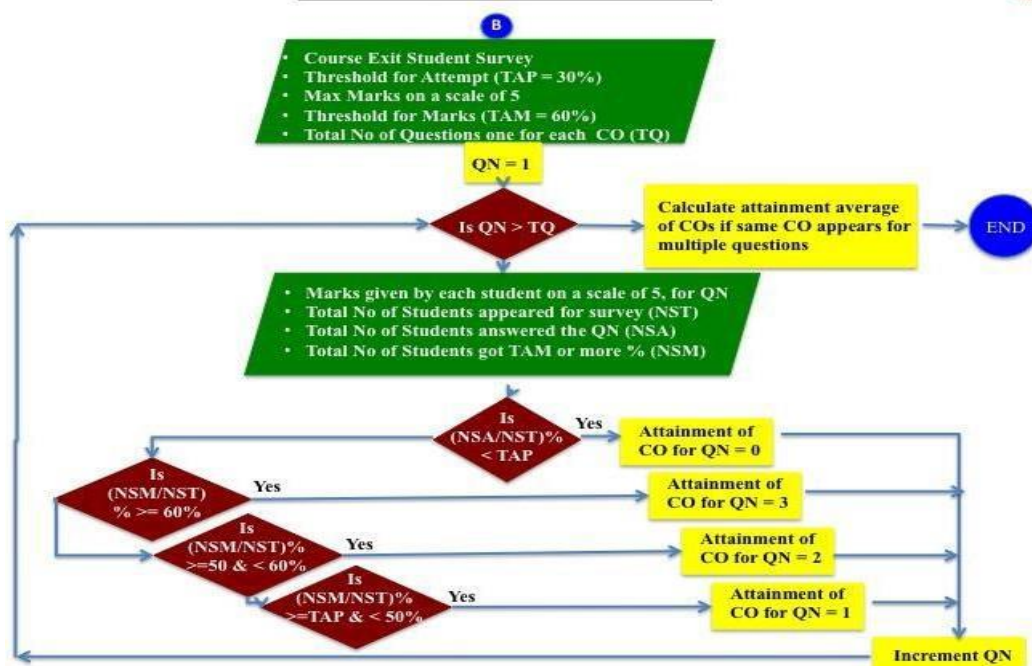 B
• Course Exit Student Survey
• Threshold for Attempt (TAP = 30%)
• Max Marks on a scale of 5
• Threshold for Marks (TAM = 60%)
• Total No of Questions one for each CO (TQ)
QN = 1
Is QN > TQ
Calculate attainment average
of COs if same CO appears for
multiple questions
END
• Marks given by each student on a scale of 5, for QN
• Total No of Students appeared for survey (NST)
• Total No of Students answered the QN (NSA)
• Total No of Students got TAM or more % (NSM)
Is
(NSA/NST)%
< TAP
Yes
Attainment of
CO for QN = 0
Is
(NSM/NST)
% >= 60%
Yes
Attainment of
CO for QN = 3
Is
(NSM/NST)%
>=50 & < 60%
Yes
Attainment of
CO for QN = 2
Is
(NSM/NST)%
>=TAP & < 50%
Yes
Attainment of
CO for QN = 1
Increment QN